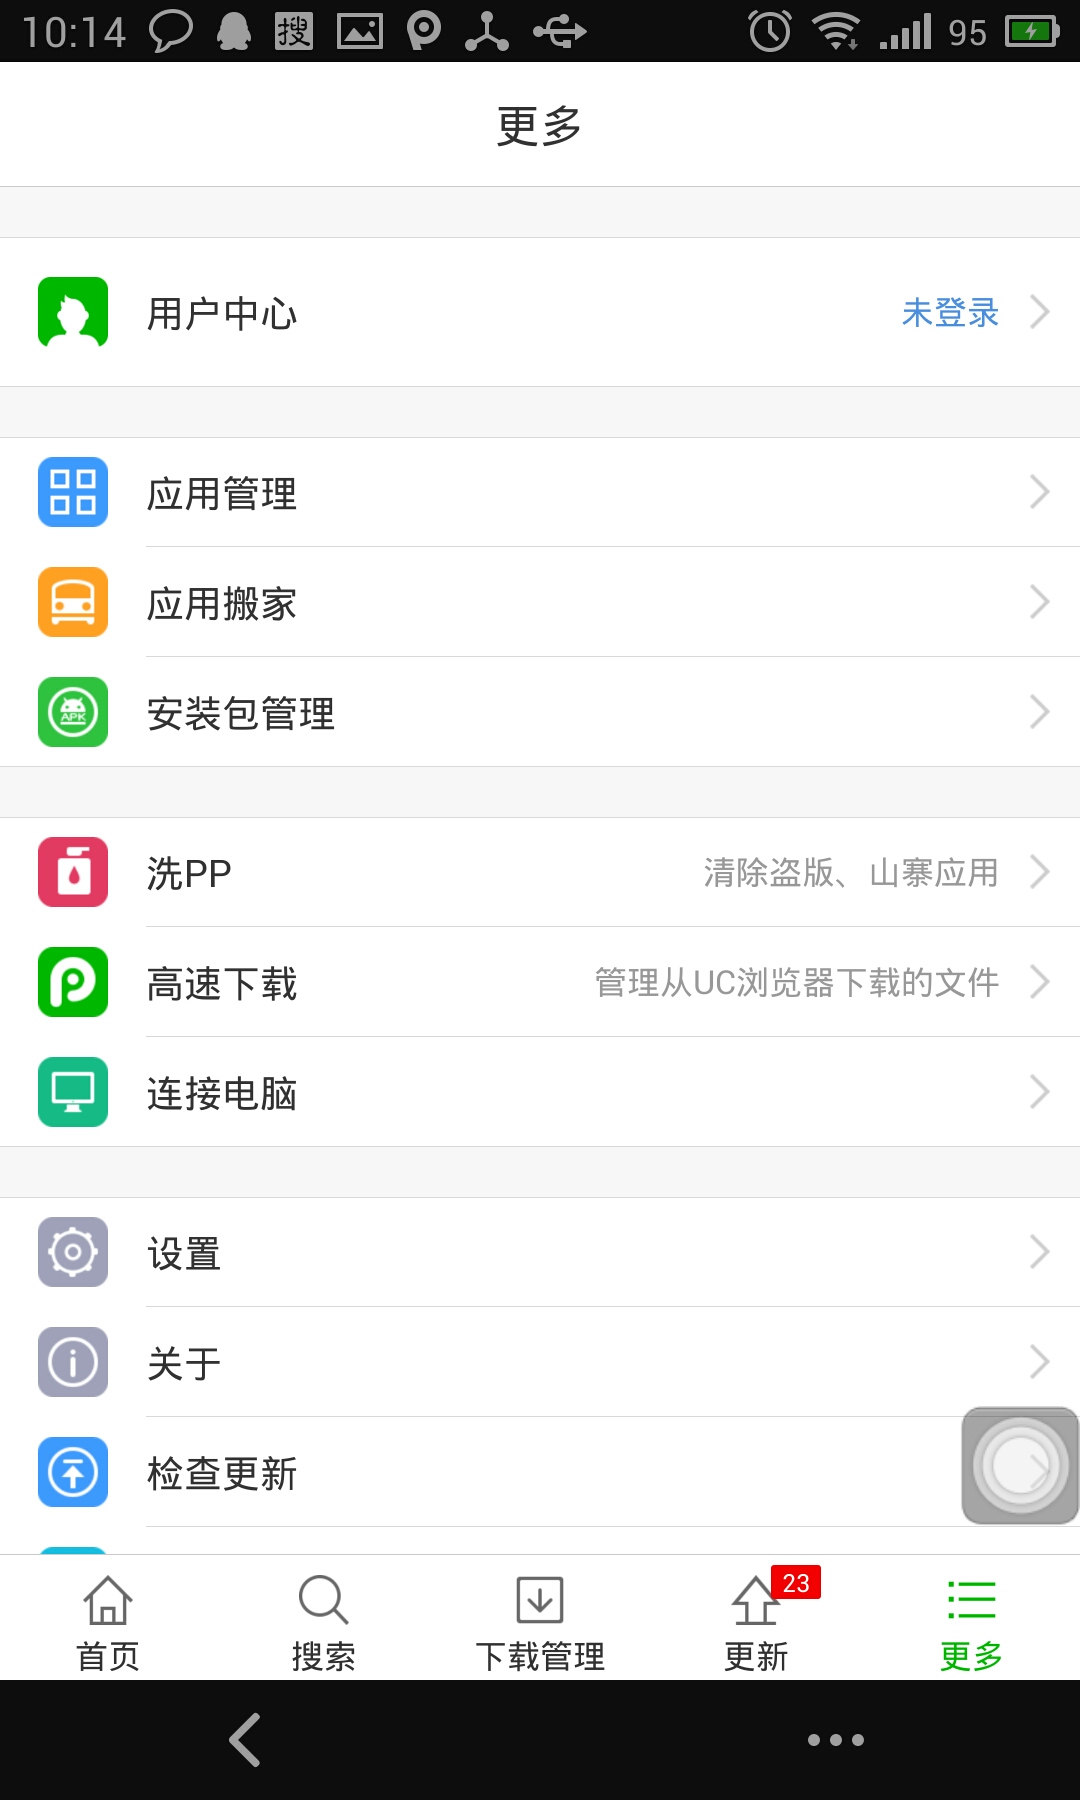 10:14 搜 95
更多
用户中心 未登录
应用管理
应用搬家
APK
安装包管理
洗PP 清除盗版、山寨应用
高速下载 管理从UC浏览器下载的文件
连接电脑
设置
关于
检查更新
23
首页 搜索 下载管理 更新 更多